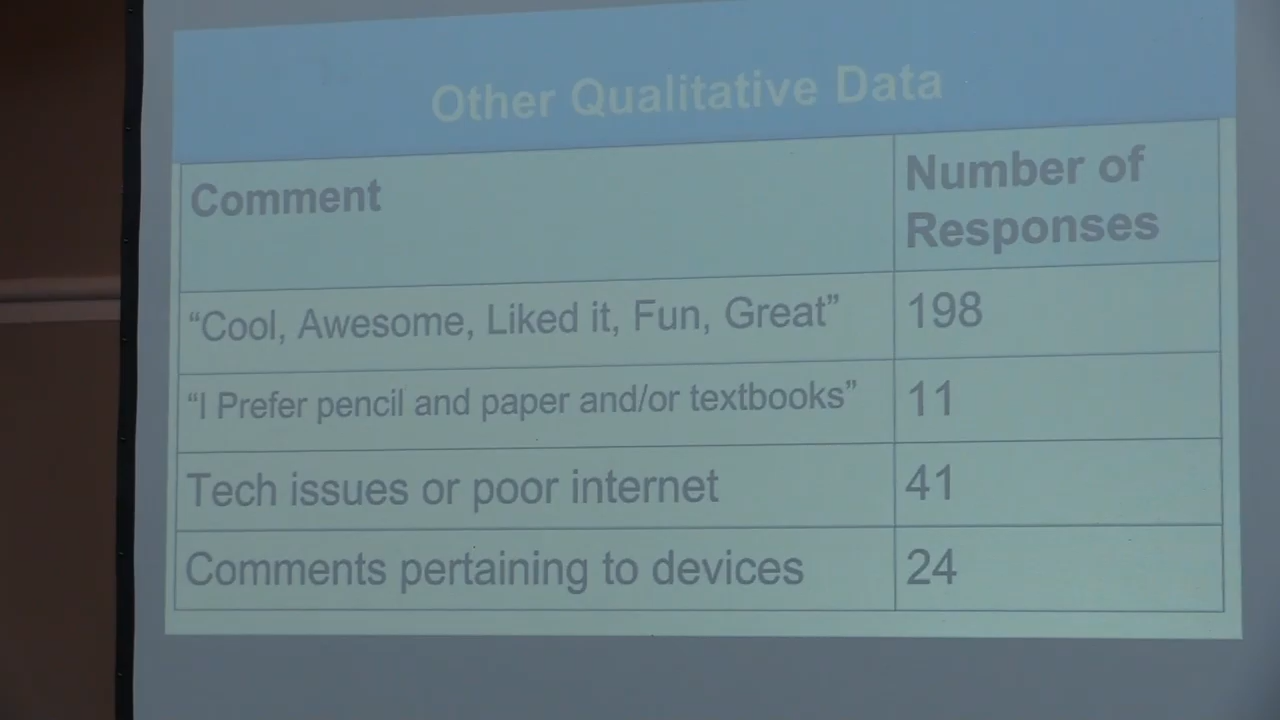 Other Qualitative Data
Comment
Number of
Responses
“Cool, Awesome, Liked it, Fun, Great” 198
“I Prefer pencil and paper and/or textbooks” 11
Tech issues or poor internet 41
Comments pertaining to devices 24